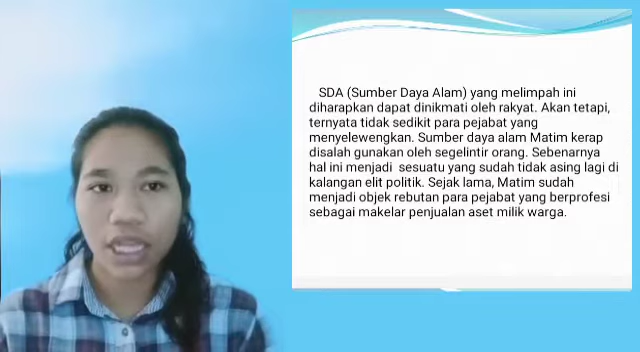 SDA (Sumber Daya Alam) yang melimpah ini
diharapkan dapat dinikmati oleh rakyat. Akan tetapi,
ternyata tidak sedikit para pejabat yang
menyelewengkan. Sumber daya alam Matim kerap
disalah gunakan oleh segelintir orang. Sebenarnya
hal ini menjadi sesuatu yang sudah tidak asing lagi di
kalangan elit politik. Sejak lama, Matim sudah
menjadi objek rebutan para pejabat yang berprofesi
sebagai makelar penjualan aset milik warga.